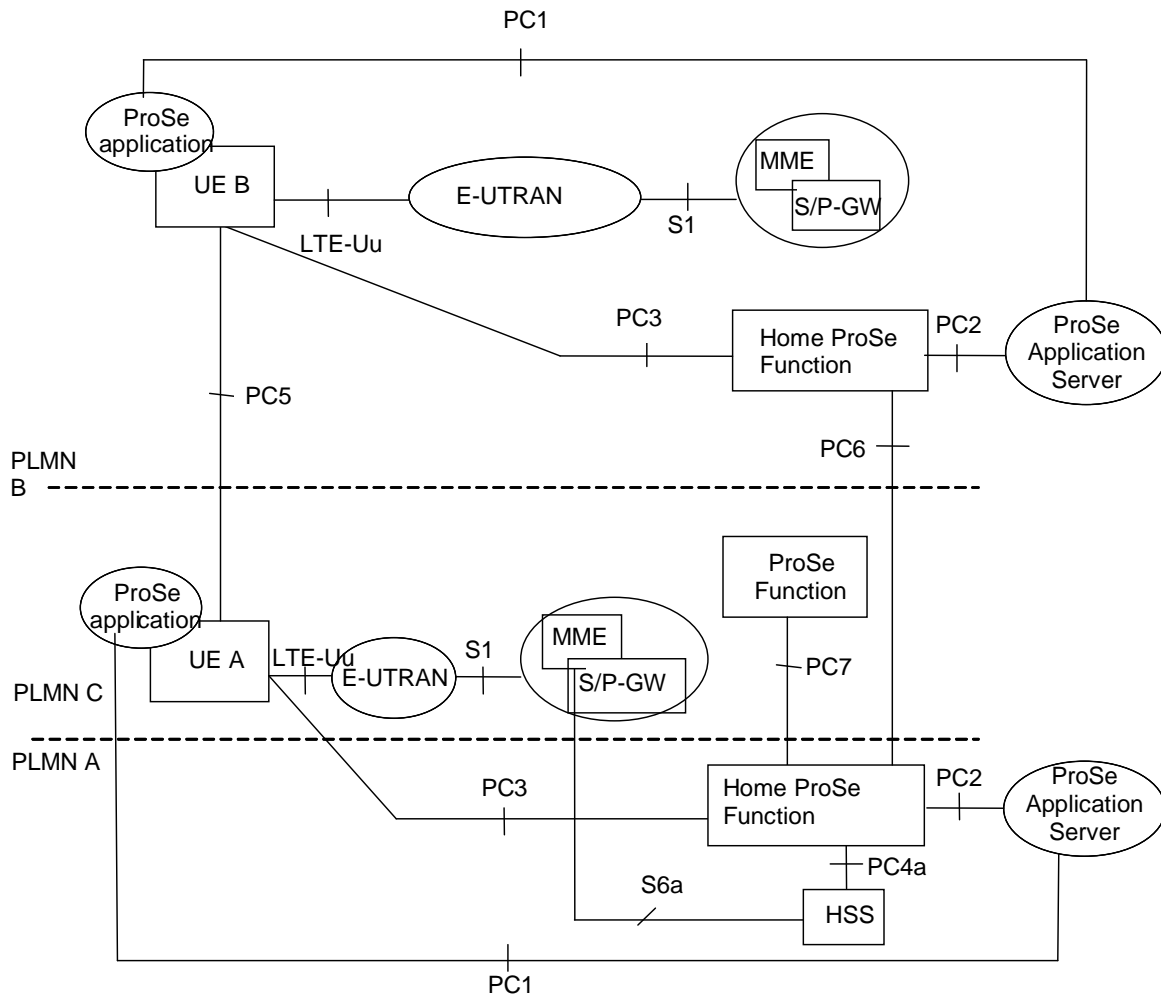 PC1
ProSe
application
UE B
E-UTRAN
MME
S/P-GW
S1
LTE-Uu
PC3
Home ProSe
Function
PC2
ProSe
Application
Server
PC5
PC6
PLMN
B
ProSe
Function
ProSe
application
UE A
LTE-Uu
E-UTRAN
S1
MME
S/P-GW
PC7
PLMN C
PLMN A
PC3
Home ProSe
Function
PC2
ProSe
Application
Server
PC4a
S6a
HSS
PC1